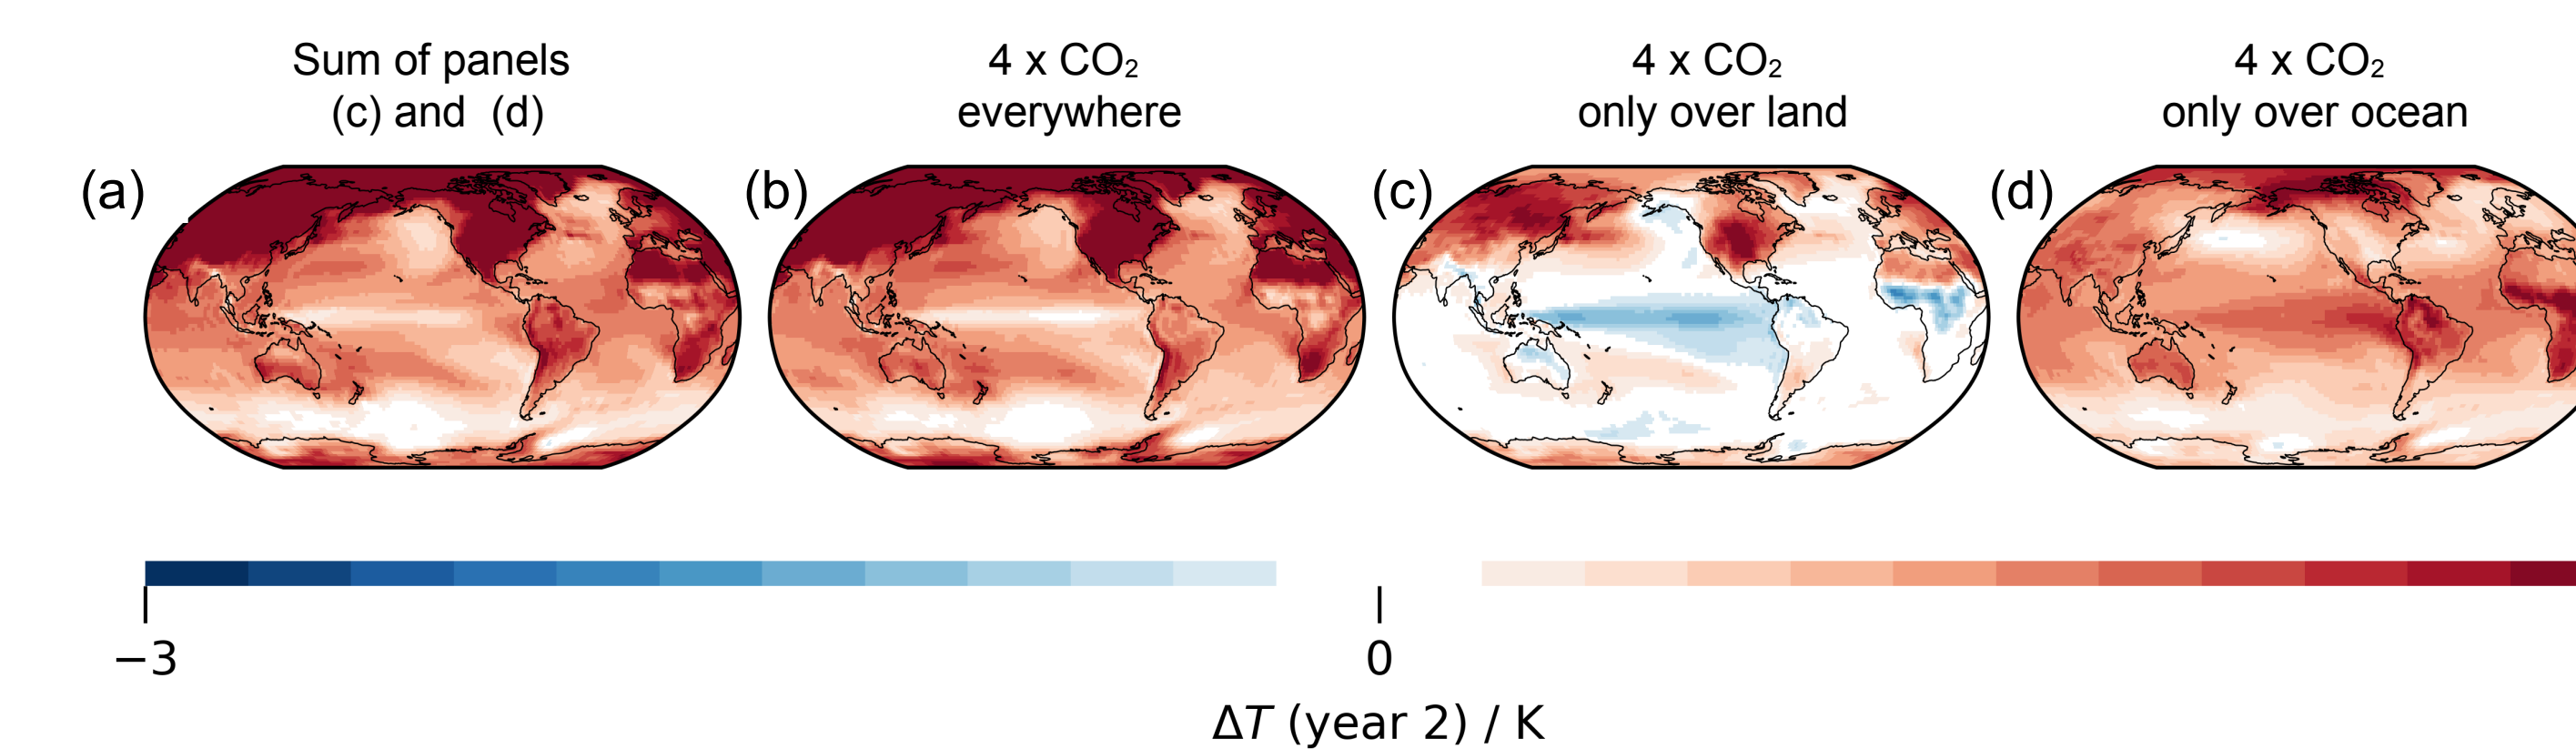 Sum of panels
(c) and (d)
4 x CO₂
everywhere
4 x CO₂
only over land
4 x CO₂
only over ocean
(a)
(b)
(c)
(d)
−3
0
ΔT (year 2) / K